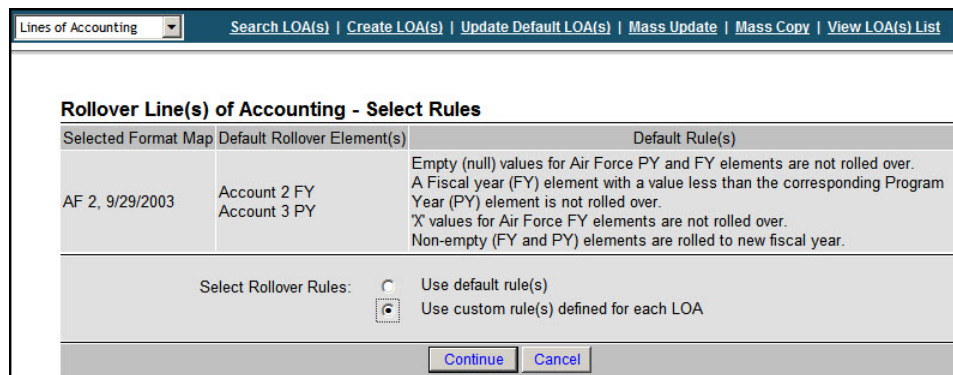 Lines of Accounting
Search LOA(s) | Create LOA(s) | Update Default LOA(s) | Mass Update | Mass Copy | View LOA(s) List
Rollover Line(s) of Accounting - Select Rules
Selected Format Map Default Rollover Element(s) Default Rule(s)
AF 2, 9/29/2003
Account 2 FY
Account 3 PY
Empty (null) values for Air Force PY and FY elements are not rolled over.
A Fiscal year (FY) element with a value less than the corresponding Program
Year (PY) element is not rolled over.
'X' values for Air Force FY elements are not rolled over.
Non-empty (FY and PY) elements are rolled to new fiscal year.
Select Rollover Rules:
Use default rule(s)
Use custom rule(s) defined for each LOA
Continue Cancel